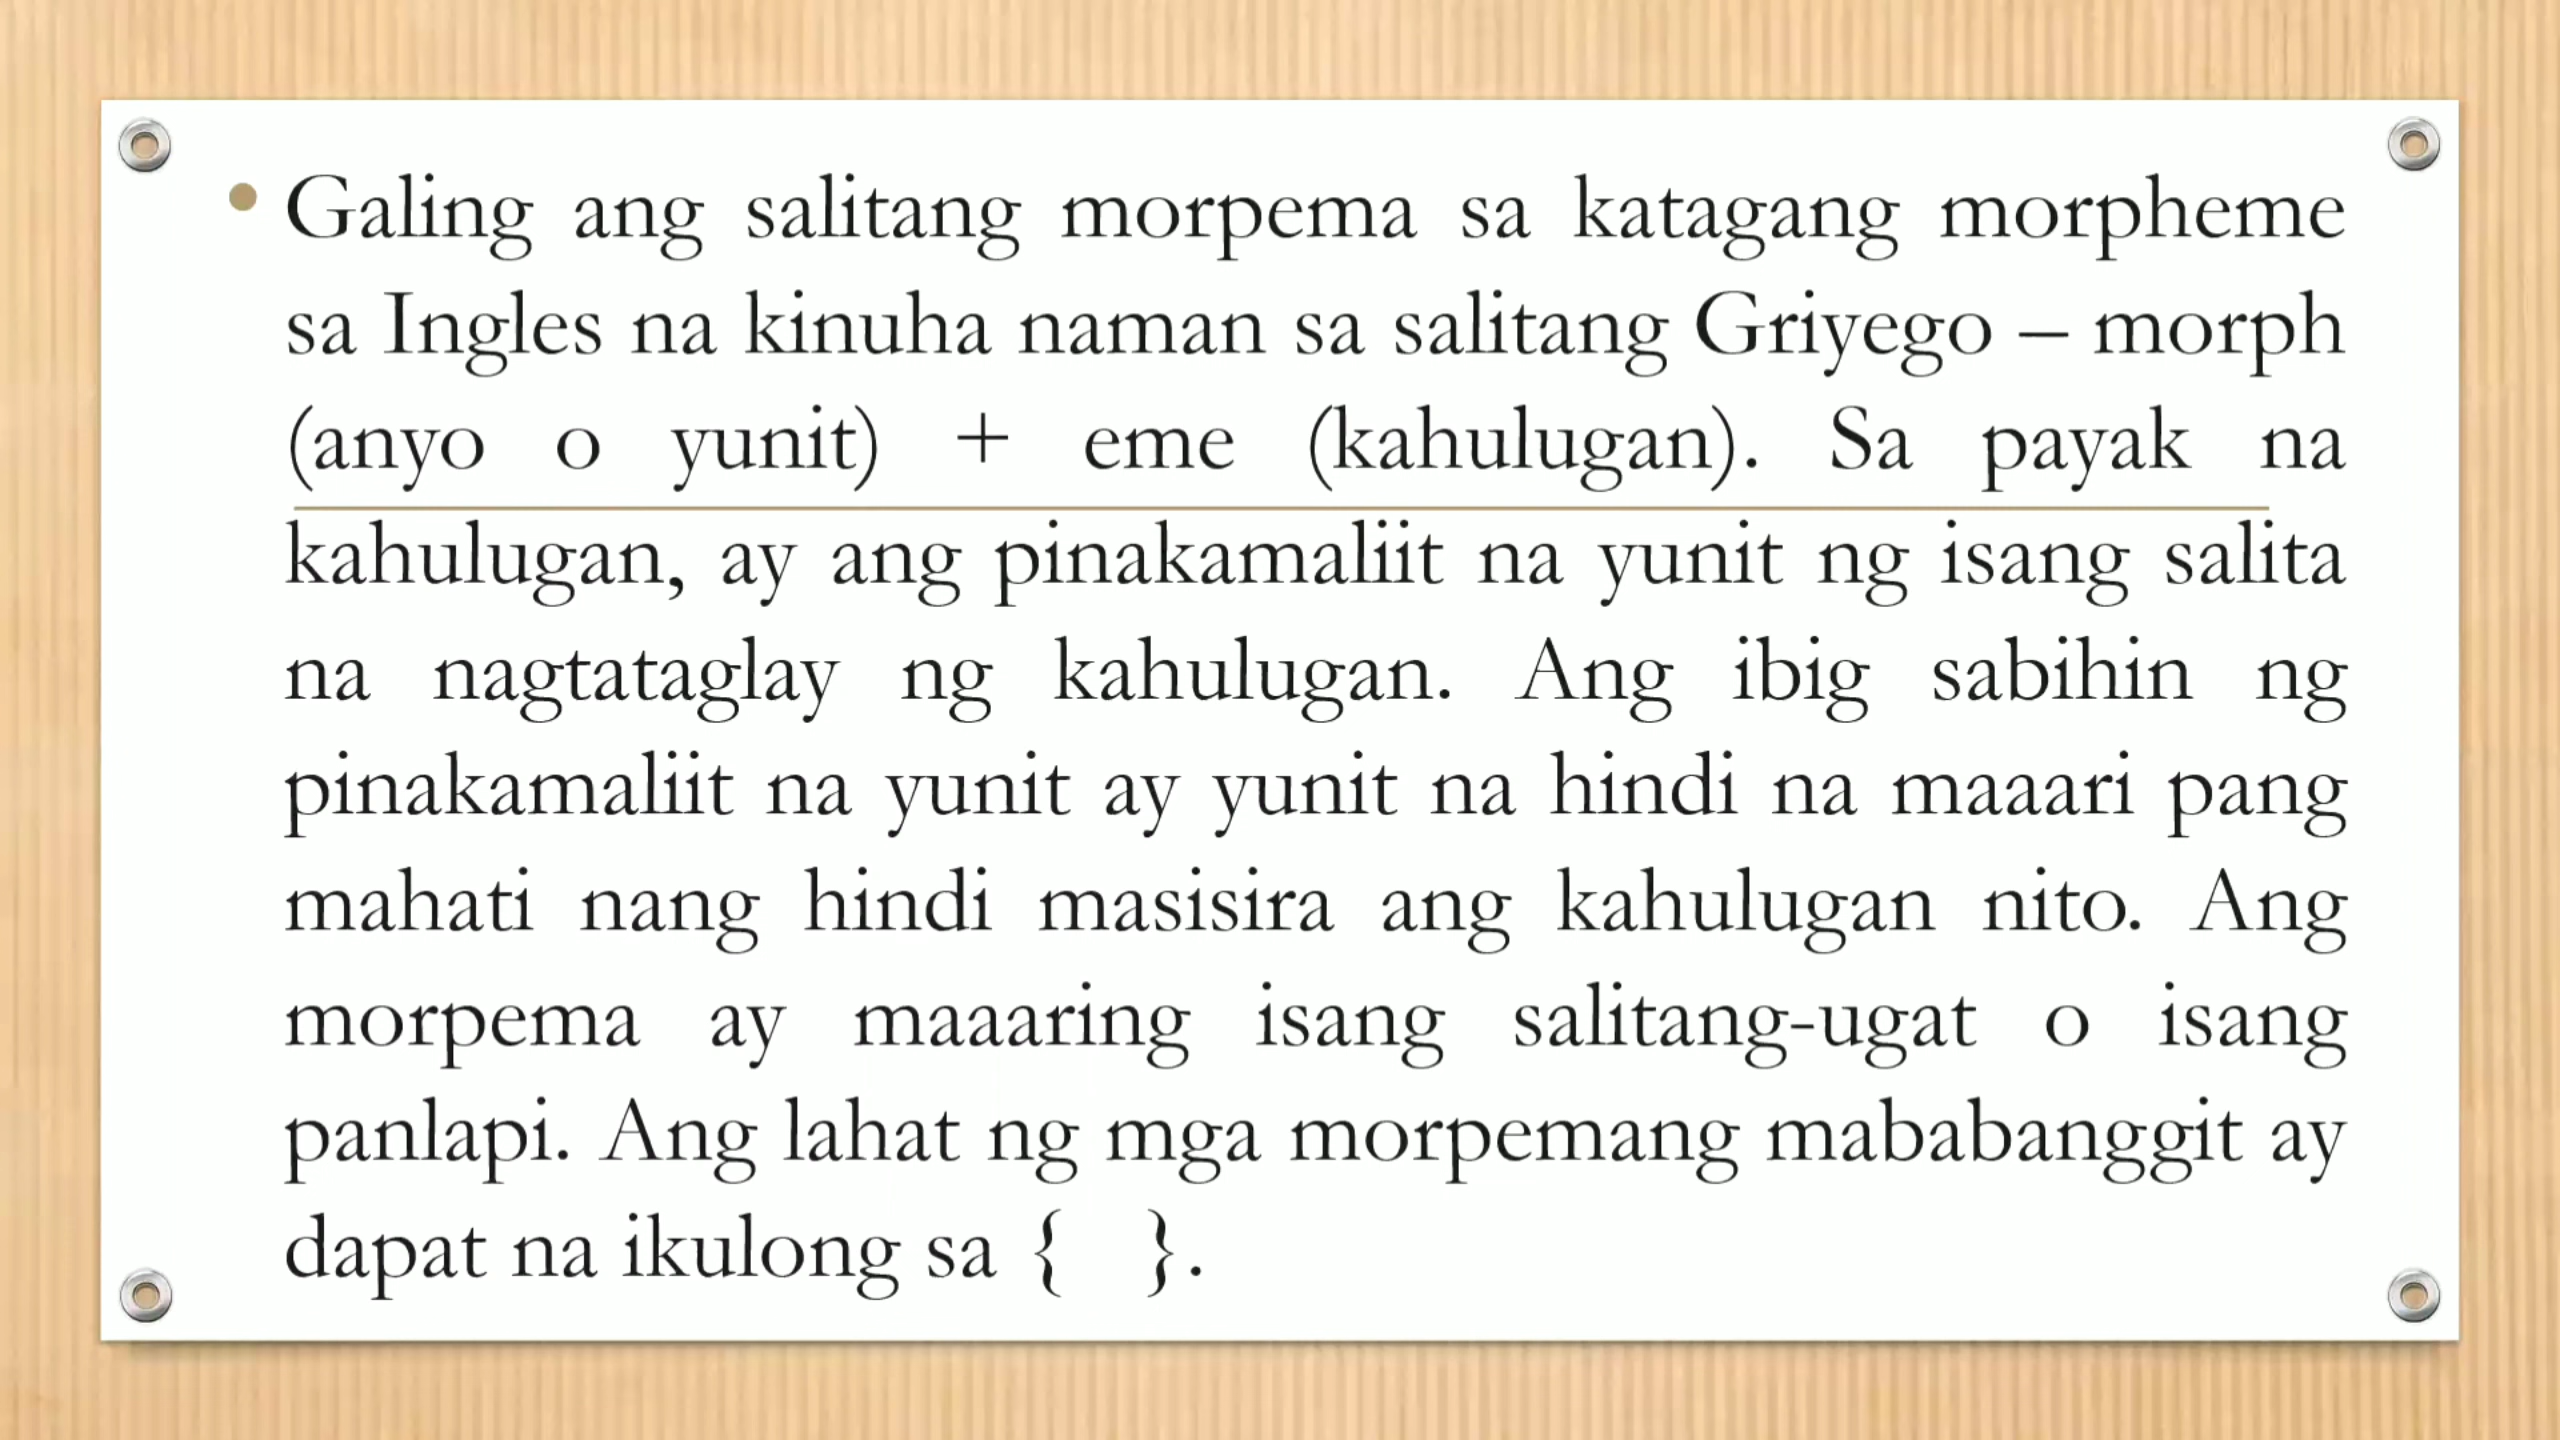 • Galing ang salitang morpema sa katagang morpheme
sa Ingles na kinuha naman sa salitang Griyego – morph
(anyo o yunit) + eme (kahulugan). Sa payak na
kahulugan, ay ang pinakamaliit na yunit ng isang salita
na nagtataglay ng kahulugan. Ang ibig sabihin ng
pinakamaliit na yunit ay yunit na hindi na maaari pang
mahati nang hindi masisira ang kahulugan nito. Ang
morpema ay maaaring isang salitang-ugat o isang
panlapi. Ang lahat ng mga morpemang mababanggit ay
dapat na ikulong sa { }.